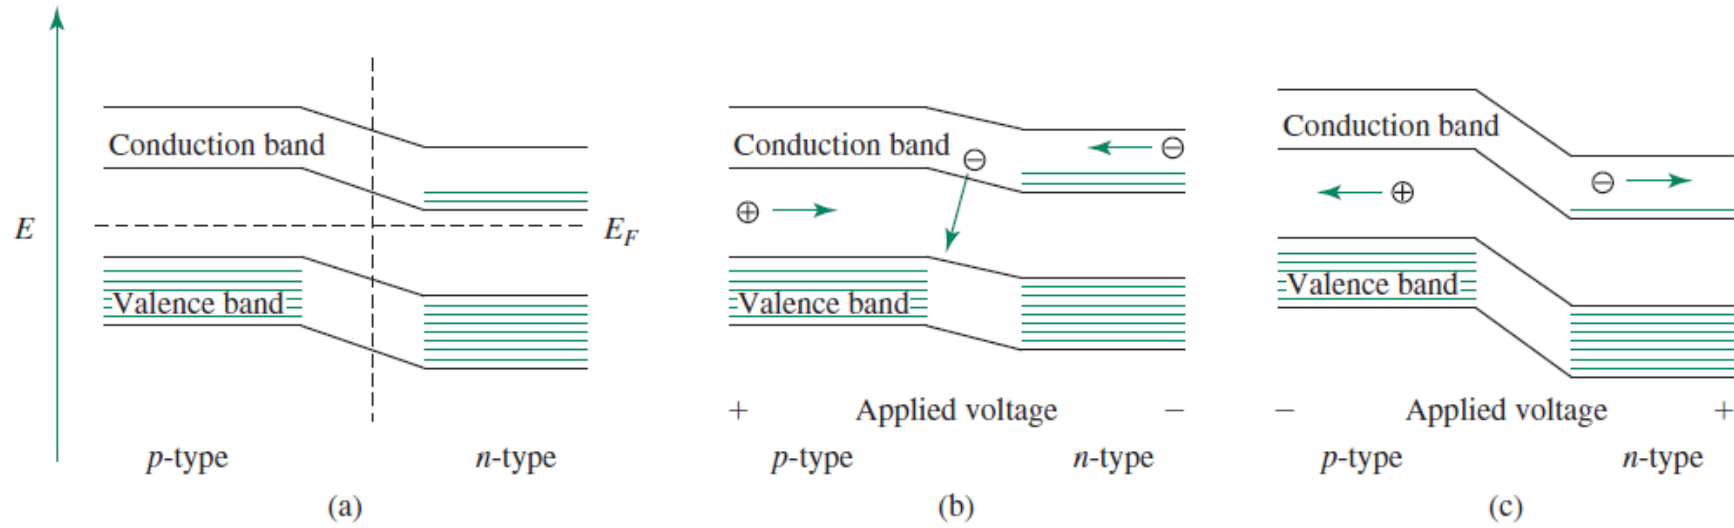 E
Conduction band
E_F
Valence band
p-type
n-type
(a)
Conduction band
⊖
⊖
⊕
Valence band
+
Applied voltage
−
p-type
n-type
(b)
Conduction band
⊕
⊖
Valence band
−
Applied voltage
+
p-type
n-type
(c)